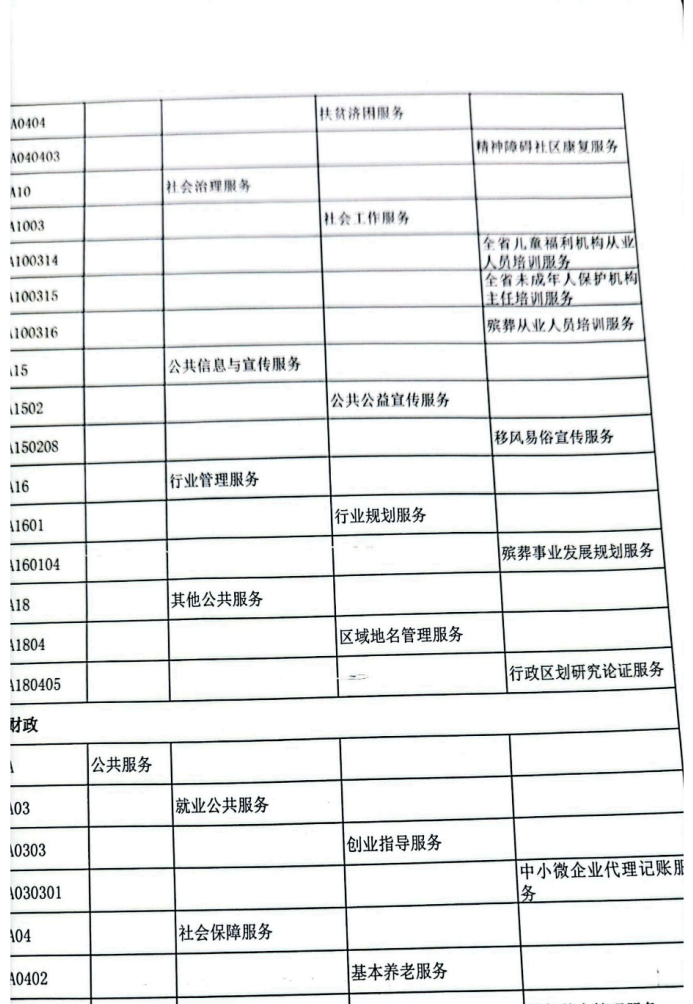 A0404 扶贫济困服务
A040403 精神障碍社区康复服务
A10 社会治理服务
A1003 社会工作服务
A100314 全省儿童福利机构从业
人员培训服务
A100315 全省未成年人保护机构
主任培训服务
A100316 殡葬从业人员培训服务
A15 公共信息与宣传服务
A1502 公共公益宣传服务
A150208 移风易俗宣传服务
A16 行业管理服务
A1601 行业规划服务
A160104 殡葬事业发展规划服务
A18 其他公共服务
A1804 区域地名管理服务
A180405 行政区划研究论证服务
财政
A 公共服务
A03 就业公共服务
A0303 创业指导服务
A030301 中小微企业代理记账服
务
A04 社会保障服务
A0402 基本养老服务